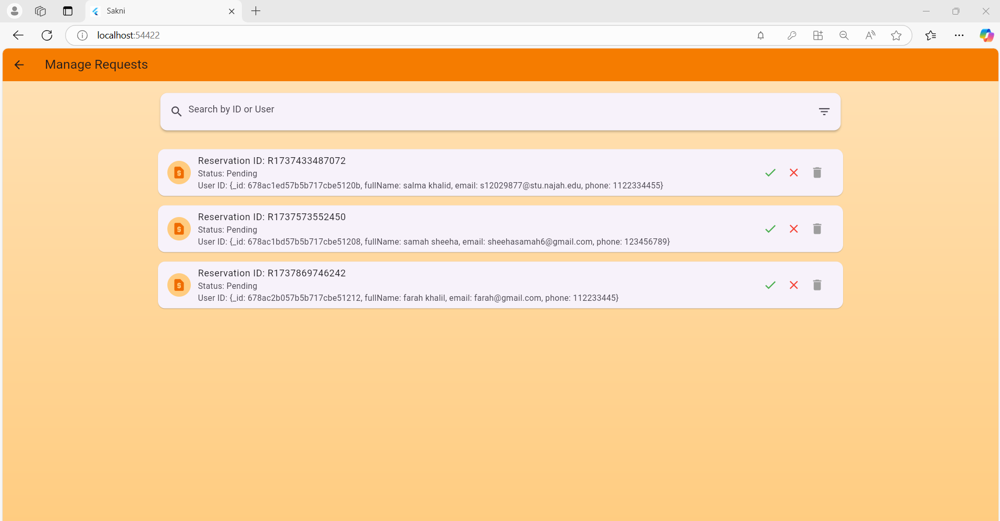 Sakni
localhost:54422
Manage Requests
Search by ID or User
Reservation ID: R1737433487072
Status: Pending
User ID: {_id: 678ac1ed57b5b717cbe5120b, fullName: salma khalid, email: s12029877@stu.najah.edu, phone: 1122334455}
Reservation ID: R1737573552450
Status: Pending
User ID: {_id: 678ac1bd57b5b717cbe51208, fullName: samah sheeha, email: sheehasamah6@gmail.com, phone: 123456789}
Reservation ID: R1737869746242
Status: Pending
User ID: {_id: 678ac2b057b5b717cbe51212, fullName: farah khalil, email: farah@gmail.com, phone: 112233445}